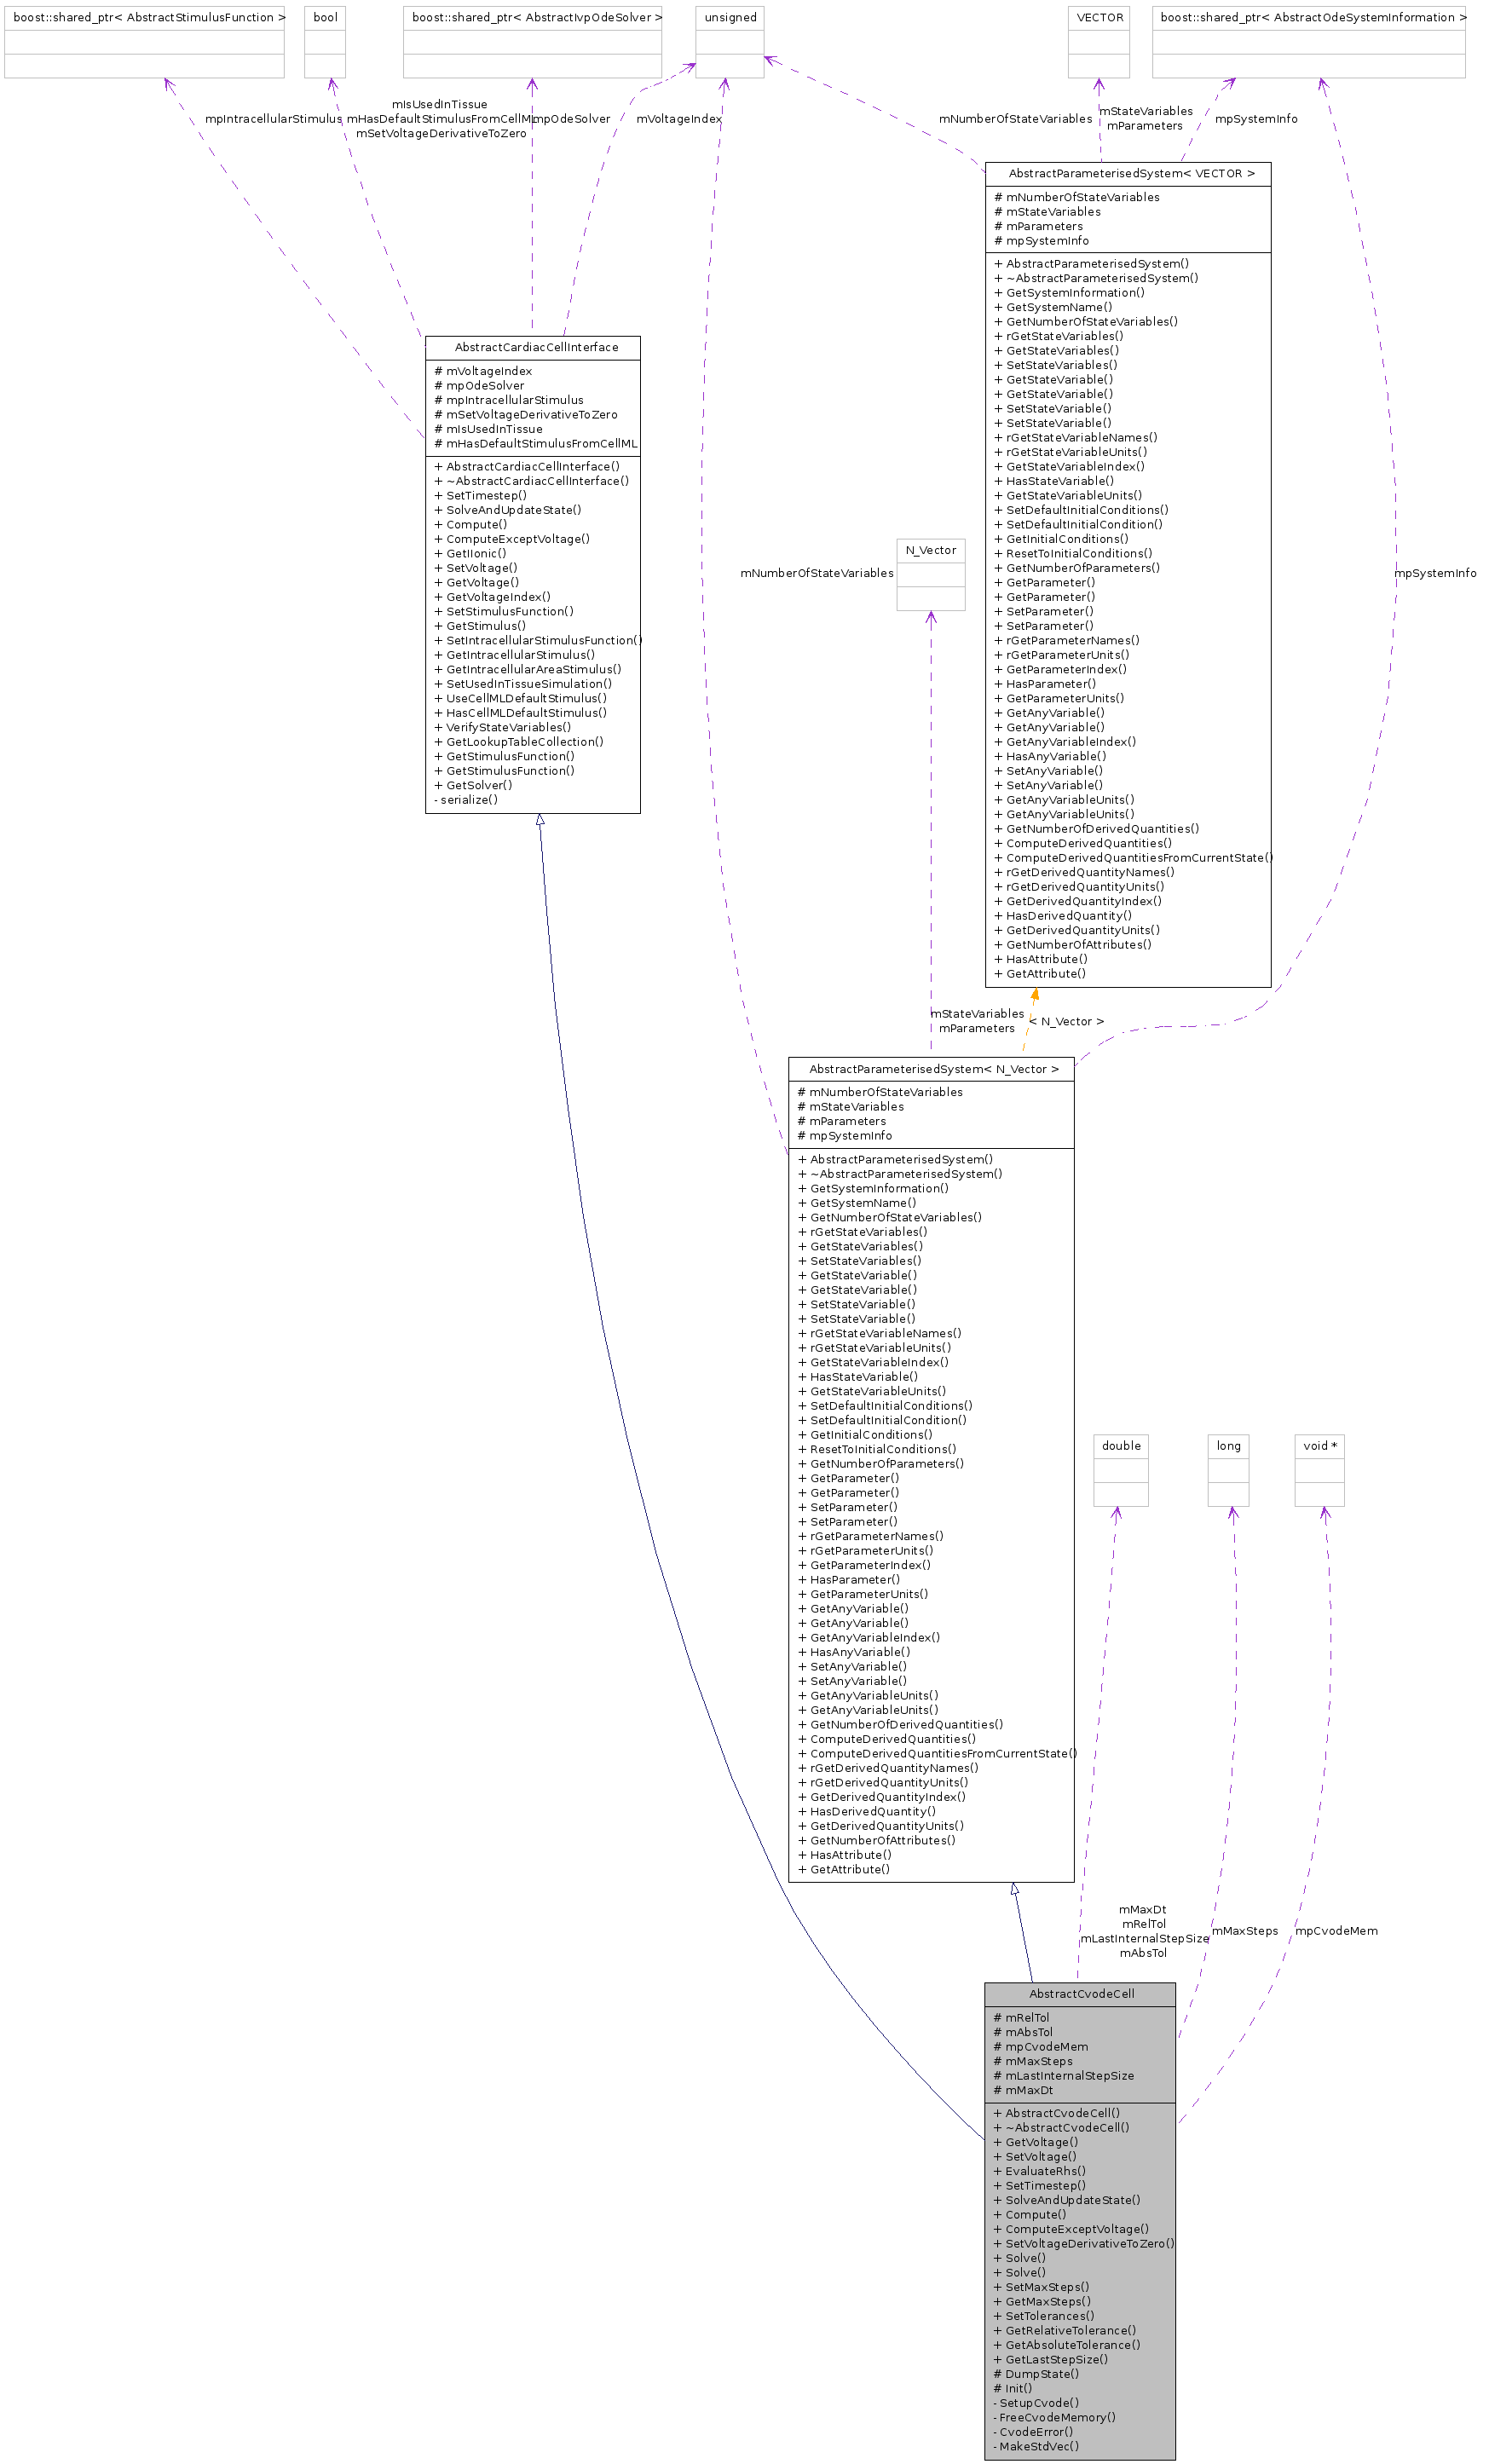 boost::shared_ptr< AbstractStimulusFunction >
bool
boost::shared_ptr< AbstractIvpOdeSolver >
unsigned
VECTOR
boost::shared_ptr< AbstractOdeSystemInformation >
mpIntracellularStimulus
mIsUsedInTissue
mHasDefaultStimulusFromCellML
mSetVoltageDerivativeToZero
mpOdeSolver
mVoltageIndex
mNumberOfStateVariables
mStateVariables
mParameters
mpSystemInfo
AbstractParameterisedSystem< VECTOR >
# mNumberOfStateVariables
# mStateVariables
# mParameters
# mpSystemInfo
+ AbstractParameterisedSystem()
+ ~AbstractParameterisedSystem()
+ GetSystemInformation()
+ GetSystemName()
+ GetNumberOfStateVariables()
+ rGetStateVariables()
+ GetStateVariables()
+ SetStateVariables()
+ GetStateVariable()
+ GetStateVariable()
+ SetStateVariable()
+ SetStateVariable()
+ rGetStateVariableNames()
+ rGetStateVariableUnits()
+ GetStateVariableIndex()
+ HasStateVariable()
+ GetStateVariableUnits()
+ SetDefaultInitialConditions()
+ SetDefaultInitialCondition()
+ GetInitialConditions()
+ ResetToInitialConditions()
+ GetNumberOfParameters()
+ GetParameter()
+ GetParameter()
+ SetParameter()
+ SetParameter()
+ rGetParameterNames()
+ rGetParameterUnits()
+ GetParameterIndex()
+ HasParameter()
+ GetParameterUnits()
+ GetAnyVariable()
+ GetAnyVariable()
+ GetAnyVariableIndex()
+ HasAnyVariable()
+ SetAnyVariable()
+ SetAnyVariable()
+ GetAnyVariableUnits()
+ GetAnyVariableUnits()
+ GetNumberOfDerivedQuantities()
+ ComputeDerivedQuantities()
+ ComputeDerivedQuantitiesFromCurrentState()
+ rGetDerivedQuantityNames()
+ rGetDerivedQuantityUnits()
+ GetDerivedQuantityIndex()
+ HasDerivedQuantity()
+ GetDerivedQuantityUnits()
+ GetNumberOfAttributes()
+ HasAttribute()
+ GetAttribute()
AbstractCardiacCellInterface
# mVoltageIndex
# mpOdeSolver
# mpIntracellularStimulus
# mSetVoltageDerivativeToZero
# mIsUsedInTissue
# mHasDefaultStimulusFromCellML
+ AbstractCardiacCellInterface()
+ ~AbstractCardiacCellInterface()
+ SetTimestep()
+ SolveAndUpdateState()
+ Compute()
+ ComputeExceptVoltage()
+ GetIIonic()
+ SetVoltage()
+ GetVoltage()
+ GetVoltageIndex()
+ SetStimulusFunction()
+ GetStimulus()
+ SetIntracellularStimulusFunction()
+ GetIntracellularStimulus()
+ GetIntracellularAreaStimulus()
+ SetUsedInTissueSimulation()
+ UseCellMLDefaultStimulus()
+ HasCellMLDefaultStimulus()
+ VerifyStateVariables()
+ GetLookupTableCollection()
+ GetStimulusFunction()
+ GetStimulusFunction()
+ GetSolver()
- serialize()
N_Vector
mNumberOfStateVariables
mpSystemInfo
mStateVariables
mParameters
< N_Vector >
AbstractParameterisedSystem< N_Vector >
# mNumberOfStateVariables
# mStateVariables
# mParameters
# mpSystemInfo
+ AbstractParameterisedSystem()
+ ~AbstractParameterisedSystem()
+ GetSystemInformation()
+ GetSystemName()
+ GetNumberOfStateVariables()
+ rGetStateVariables()
+ GetStateVariables()
+ SetStateVariables()
+ GetStateVariable()
+ GetStateVariable()
+ SetStateVariable()
+ SetStateVariable()
+ rGetStateVariableNames()
+ rGetStateVariableUnits()
+ GetStateVariableIndex()
+ HasStateVariable()
+ GetStateVariableUnits()
+ SetDefaultInitialConditions()
+ SetDefaultInitialCondition()
+ GetInitialConditions()
+ ResetToInitialConditions()
+ GetNumberOfParameters()
+ GetParameter()
+ GetParameter()
+ SetParameter()
+ SetParameter()
+ rGetParameterNames()
+ rGetParameterUnits()
+ GetParameterIndex()
+ HasParameter()
+ GetParameterUnits()
+ GetAnyVariable()
+ GetAnyVariable()
+ GetAnyVariableIndex()
+ HasAnyVariable()
+ SetAnyVariable()
+ SetAnyVariable()
+ GetAnyVariableUnits()
+ GetAnyVariableUnits()
+ GetNumberOfDerivedQuantities()
+ ComputeDerivedQuantities()
+ ComputeDerivedQuantitiesFromCurrentState()
+ rGetDerivedQuantityNames()
+ rGetDerivedQuantityUnits()
+ GetDerivedQuantityIndex()
+ HasDerivedQuantity()
+ GetDerivedQuantityUnits()
+ GetNumberOfAttributes()
+ HasAttribute()
+ GetAttribute()
double
long
void *
mMaxDt
mRelTol
mLastInternalStepSize
mAbsTol
mMaxSteps
mpCvodeMem
AbstractCvodeCell
# mRelTol
# mAbsTol
# mpCvodeMem
# mMaxSteps
# mLastInternalStepSize
# mMaxDt
+ AbstractCvodeCell()
+ ~AbstractCvodeCell()
+ GetVoltage()
+ SetVoltage()
+ EvaluateRhs()
+ SetTimestep()
+ SolveAndUpdateState()
+ Compute()
+ ComputeExceptVoltage()
+ SetVoltageDerivativeToZero()
+ Solve()
+ Solve()
+ SetMaxSteps()
+ GetMaxSteps()
+ SetTolerances()
+ GetRelativeTolerance()
+ GetAbsoluteTolerance()
+ GetLastStepSize()
# DumpState()
# Init()
- SetupCvode()
- FreeCvodeMemory()
- CvodeError()
- MakeStdVec()